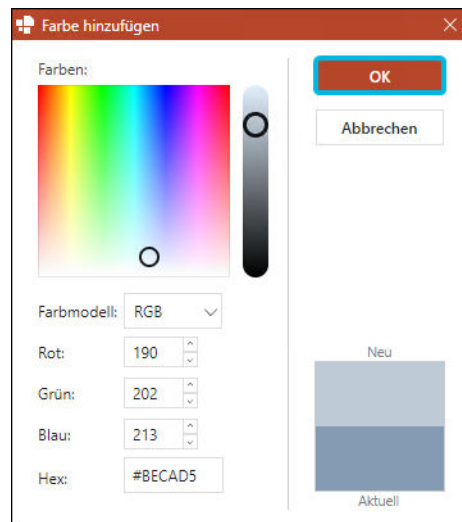 Farbe hinzufügen
Farben:
OK
Abbrechen
Farbmodell: RGB
Rot: 190
Grün: 202
Blau: 213
Hex: #BECAD5
Neu
Aktuell